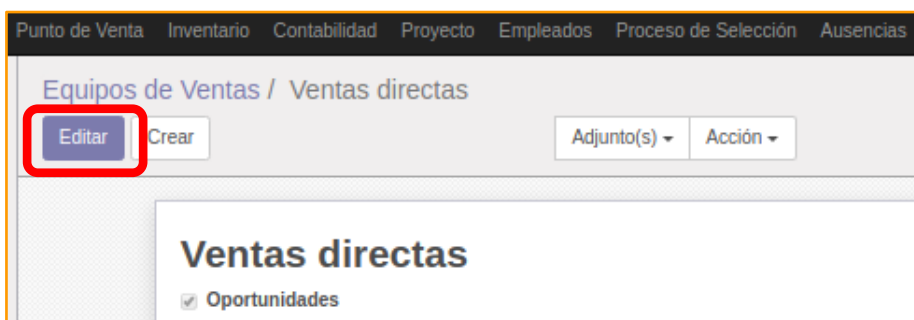 Punto de Venta Inventario Contabilidad Proyecto Empleados Proceso de Selección Ausencias
Equipos de Ventas / Ventas directas
Editar Crear Adjunto(s) Acción
Ventas directas
Oportunidades